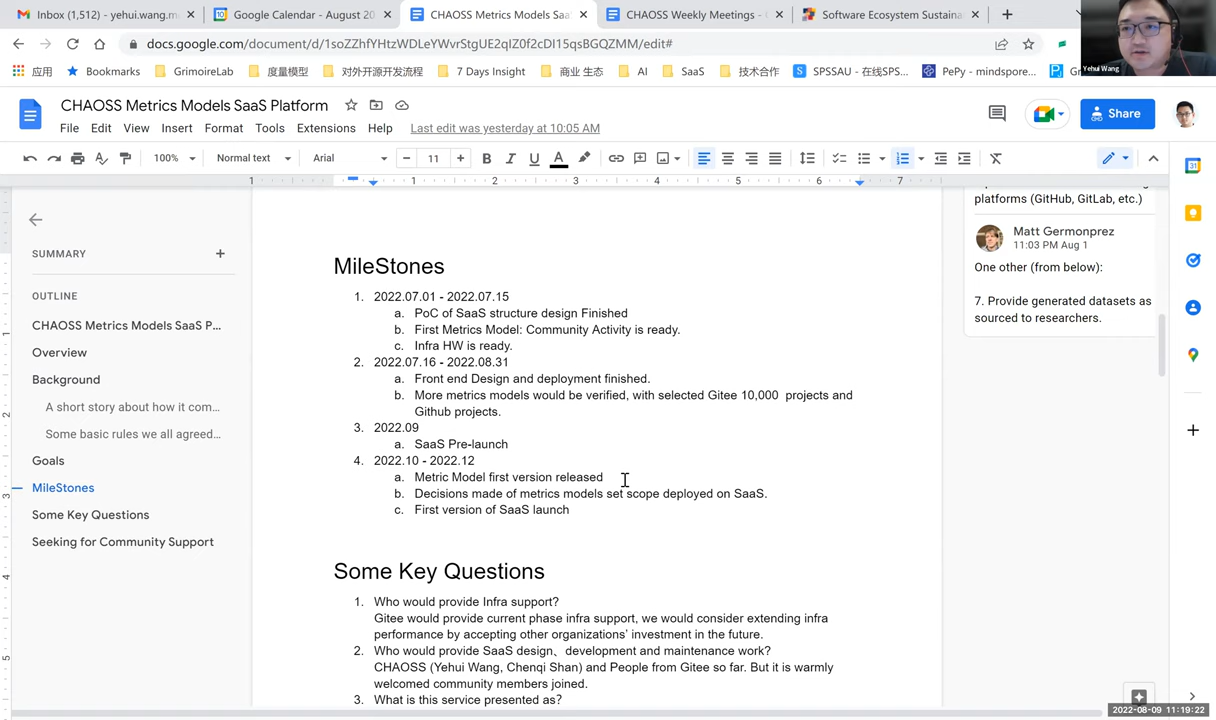 Inbox (1,512) - yehui.wang.m
Google Calendar - August 20
CHAOSS Metrics Models Saa
CHAOSS Weekly Meetings -
Software Ecosystem Sustaina
docs.google.com/document/d/1soZZhfYHtzWDLeYWvrStgUE2qIZ0f2cDI15qsBGQZMM/edit#
应用
Bookmarks
GrimoireLab
度量模型
对外开源开发流程
7 Days Insight
商业 生态
AI
SaaS
技术合作
SPSSAU - 在线SPS...
PePy - mindspore...
Yehui Wang
CHAOSS Metrics Models SaaS Platform
File Edit View Insert Format Tools Extensions Help
Last edit was yesterday at 10:05 AM
Share
100%
Normal text
Arial
11
B I U A
1 1 2 3 4 5 6 7
SUMMARY
OUTLINE
CHAOSS Metrics Models SaaS P...
Overview
Background
A short story about how it com...
Some basic rules we all agreed...
Goals
MileStones
Some Key Questions
Seeking for Community Support
MileStones
1. 2022.07.01 - 2022.07.15
a. PoC of SaaS structure design Finished
b. First Metrics Model: Community Activity is ready.
c. Infra HW is ready.
2. 2022.07.16 - 2022.08.31
a. Front end Design and deployment finished.
b. More metrics models would be verified, with selected Gitee 10,000 projects and
Github projects.
3. 2022.09
a. SaaS Pre-launch
4. 2022.10 - 2022.12
a. Metric Model first version released
b. Decisions made of metrics models set scope deployed on SaaS.
c. First version of SaaS launch
Some Key Questions
1. Who would provide Infra support?
Gitee would provide current phase infra support, we would consider extending infra
performance by accepting other organizations' investment in the future.
2. Who would provide SaaS design、development and maintenance work?
CHAOSS (Yehui Wang, Chenqi Shan) and People from Gitee so far. But it is warmly
welcomed community members joined.
3. What is this service presented as?
platforms (GitHub, GitLab, etc.)
Matt Germonprez
11:03 PM Aug 1
One other (from below):
7. Provide generated datasets as
sourced to researchers.
1
3
4
5
31
2022-08-09 11:19:22